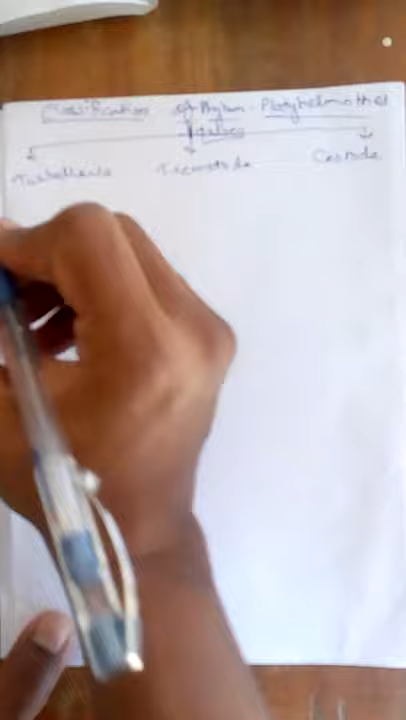 Classification of Phylum - Platyhelminthes
Turbellaria Trematoda Cestoda